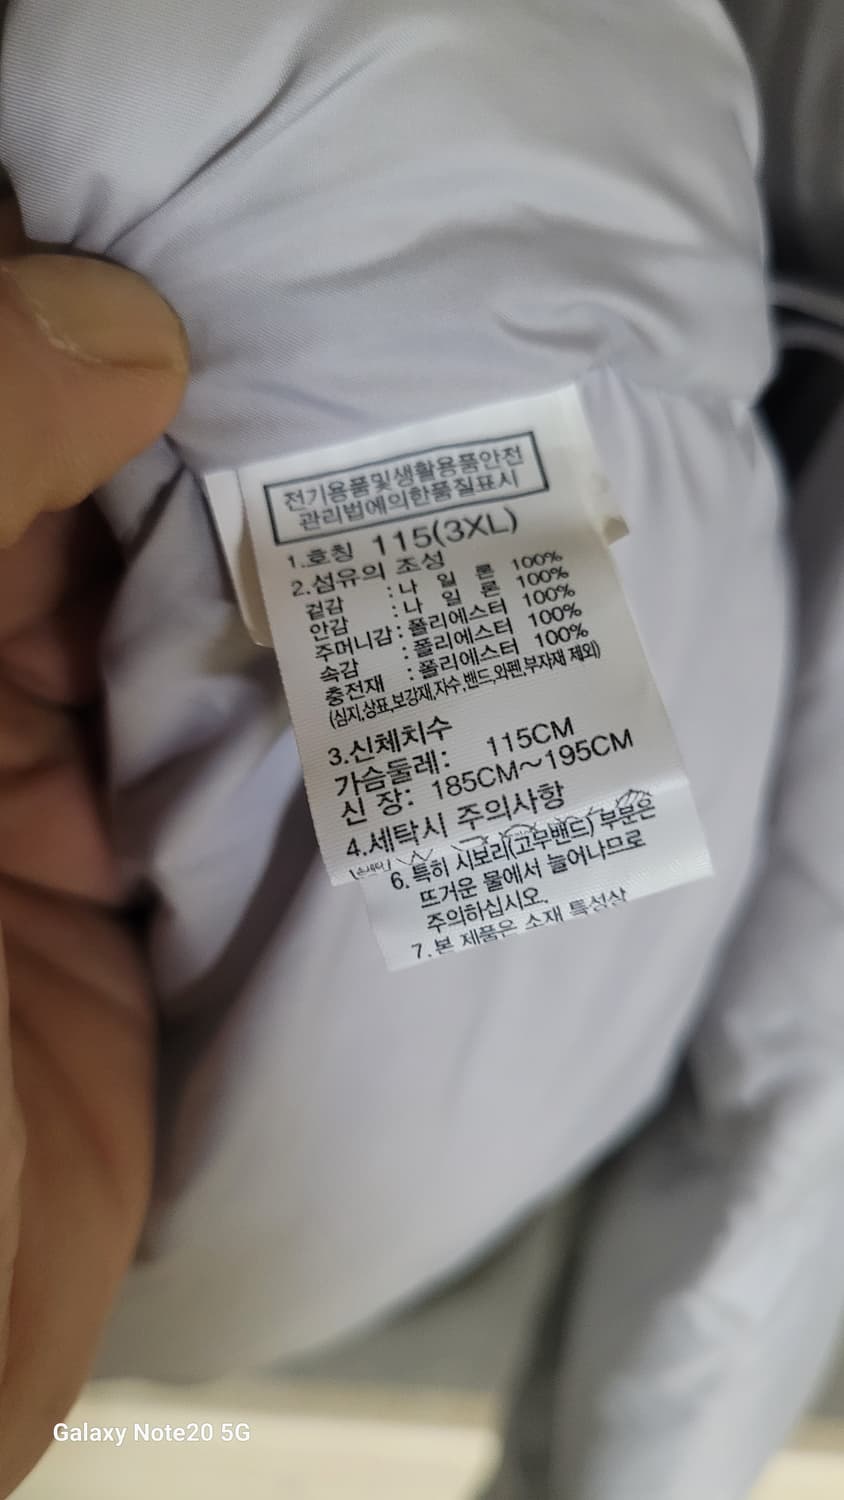 전기용품및생활용품안전
관리법에의한품질표시
1.호칭 115(3XL)
2.섬유의 조성
겉감 : 나 일 론 100%
안감 : 나 일 론 100%
주머니감 : 폴리에스터 100%
속감 : 폴리에스터 100%
충전재 : 폴리에스터 100%
(심지,상표,보강재,자수,밴드,외펜,부자재 제외)
3.신체치수
가슴둘레: 115CM
신 장: 185CM~195CM
4.세탁시 주의사항
6.특히 시보리(고무밴드) 부분은
뜨거운 물에서 늘어나므로
주의하십시오.
7.본 제품은 소재 특성상
Galaxy Note20 5G